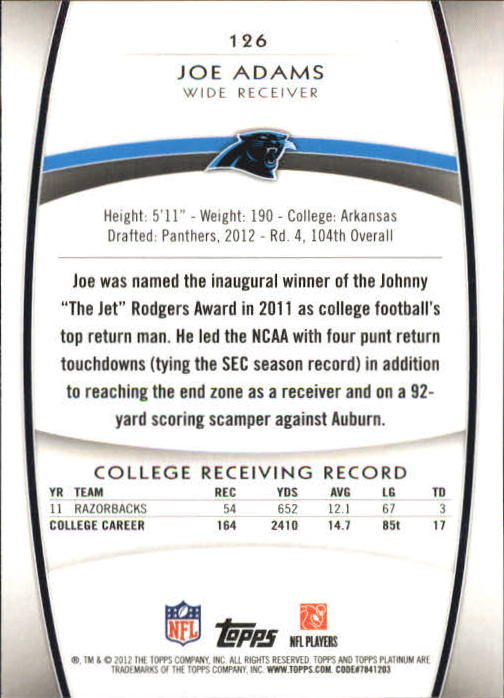 126
JOE ADAMS
WIDE RECEIVER
Height: 5'11" - Weight: 190 - College: Arkansas
Drafted: Panthers, 2012 - Rd. 4, 104th Overall
Joe was named the inaugural winner of the Johnny
"The Jet" Rodgers Award in 2011 as college football's
top return man. He led the NCAA with four punt return
touchdowns (tying the SEC season record) in addition
to reaching the end zone as a receiver and on a 92-
yard scoring scamper against Auburn.
COLLEGE RECEIVING RECORD
YR TEAM REC YDS AVG LG TD
11 RAZORBACKS 54 652 12.1 67 3
COLLEGE CAREER 164 2410 14.7 85t 17
NFL Topps NFL PLAYERS
®, TM & © 2012 THE TOPPS COMPANY, INC. ALL RIGHTS RESERVED. TOPPS AND TOPPS PLATINUM ARE
TRADEMARKS OF THE TOPPS COMPANY, INC. WWW.TOPPS.COM. CODE#7841203